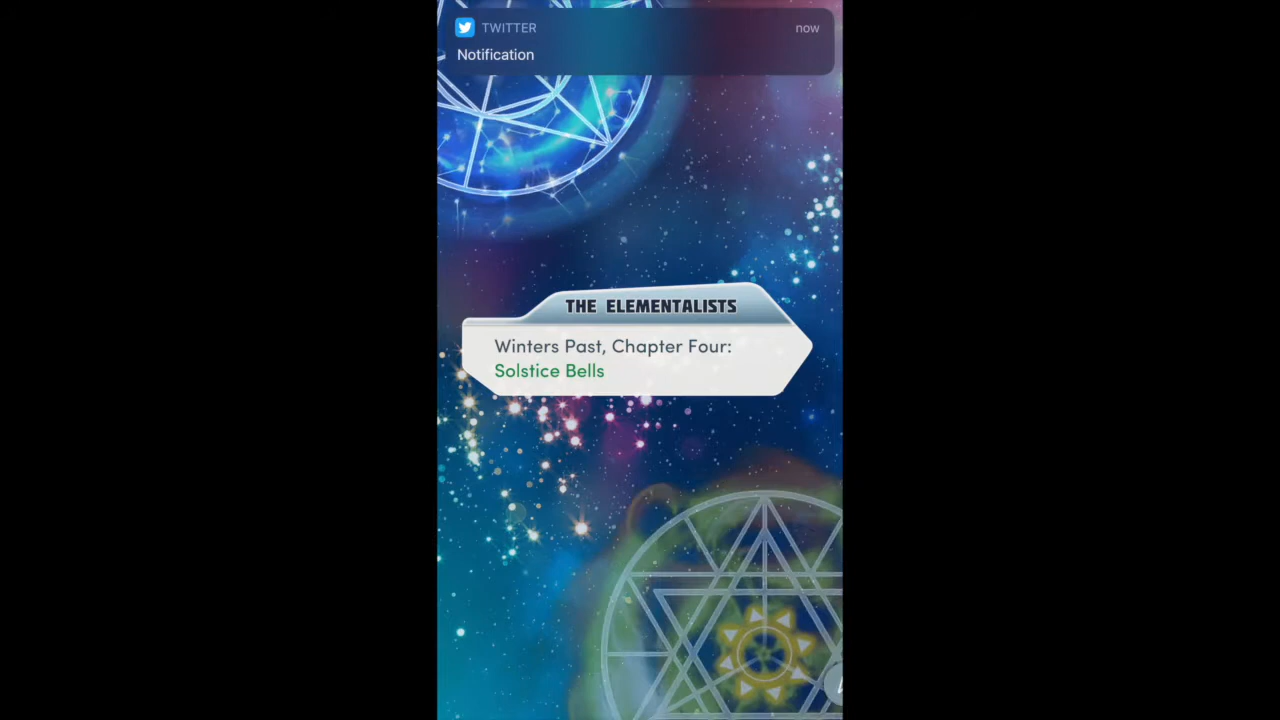 TWITTER
now
Notification
THE ELEMENTALISTS
Winters Past, Chapter Four:
Solstice Bells